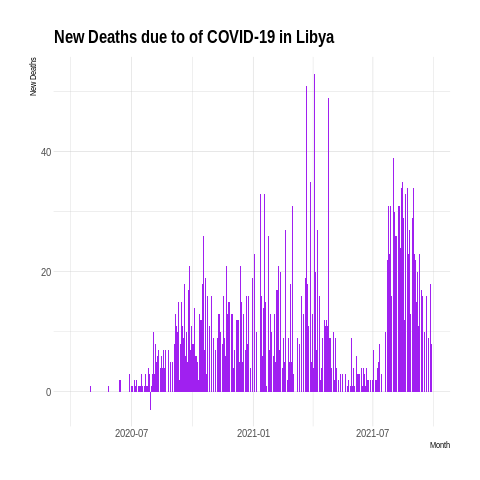 New Deaths due to of COVID-19 in Libya
New Deaths
40
20
0
2020-07
2021-01
2021-07
Month